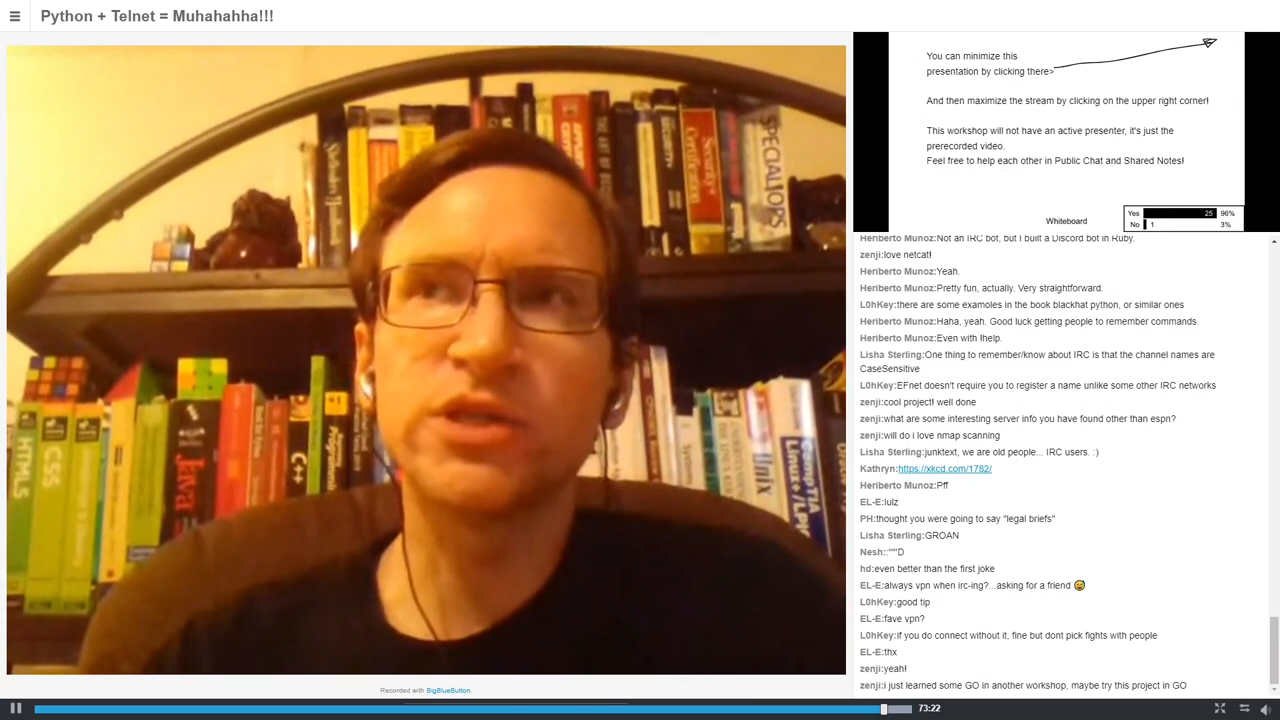 Python + Telnet = Muhahahha!!!
You can minimize this
presentation by clicking there>
And then maximize the stream by clicking on the upper right corner!
This workshop will not have an active presenter, it's just the
prerecorded video.
Feel free to help each other in Public Chat and Shared Notes!
Whiteboard
Yes 25 96%
No 1 3%
SPECIAL OPS
HTML5
CSS
Java
C++
Unix
CompTIA
Linux+/LPIC
Heriberto Munoz:Not an IRC bot, but I built a Discord bot in Ruby.
zenji:love netcat!
Heriberto Munoz:Yeah.
Heriberto Munoz:Pretty fun, actually. Very straightforward.
L0hKey:there are some examoles in the book blackhat python, or similar ones
Heriberto Munoz:Haha, yeah. Good luck getting people to remember commands.
Heriberto Munoz:Even with !help.
Lisha Sterling:One thing to remember/know about IRC is that the channel names are
CaseSensitive
L0hKey:EFnet doesn't require you to register a name unlike some other IRC networks
zenji:cool project! well done
zenji:what are some interesting server info you have found other than espn?
zenji:will do i love nmap scanning
Lisha Sterling:junktext, we are old people... IRC users. :)
Kathryn:https://xkcd.com/1782/
Heriberto Munoz:Pff
EL-E:lulz
PH:thought you were going to say "legal briefs"
Lisha Sterling:GROAN
Nesh::""'D
hd:even better than the first joke
EL-E:always vpn when irc-ing?...asking for a friend 😅
L0hKey:good tip
EL-E:fave vpn?
L0hKey:if you do connect without it, fine but dont pick fights with people
EL-E:thx
zenji:yeah!
zenji:i just learned some GO in another workshop, maybe try this project in GO
Recorded with BigBlueButton.
73:22